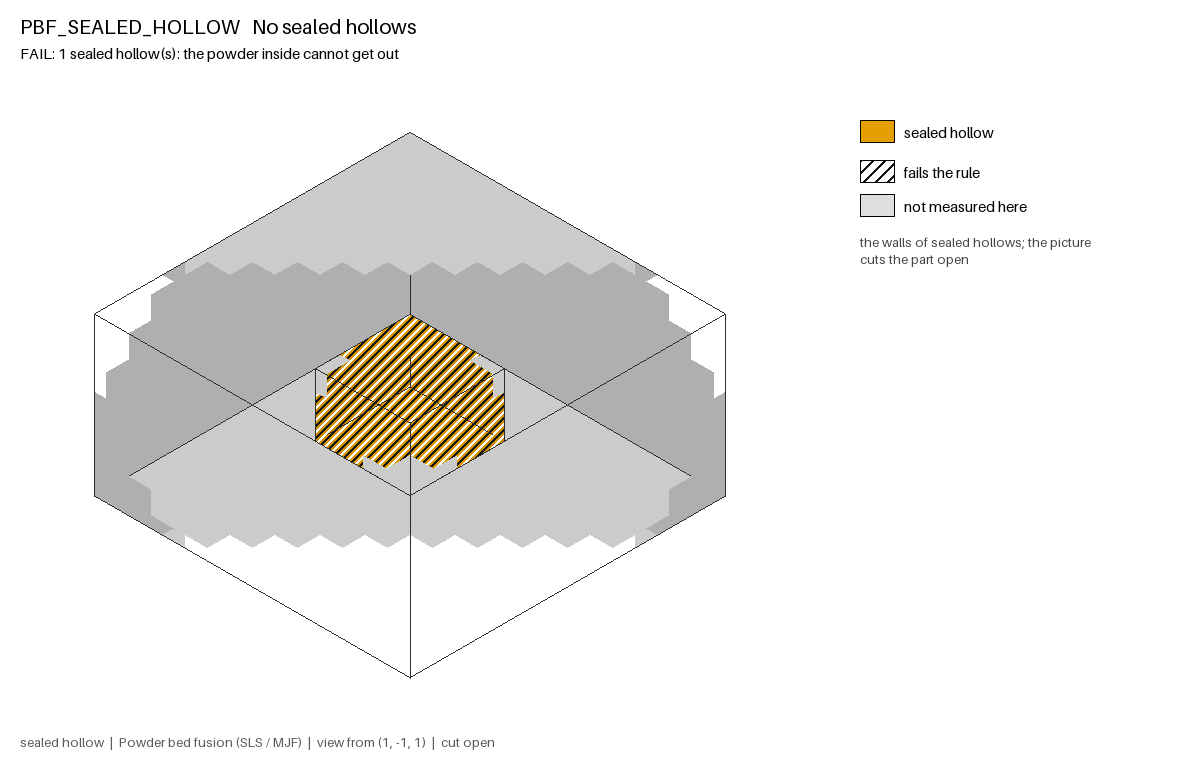 PBF_SEALED_HOLLOW No sealed hollows
FAIL: 1 sealed hollow(s): the powder inside cannot get out
sealed hollow
fails the rule
not measured here
the walls of sealed hollows; the picture
cuts the part open
sealed hollow | Powder bed fusion (SLS / MJF) | view from (1, -1, 1) | cut open